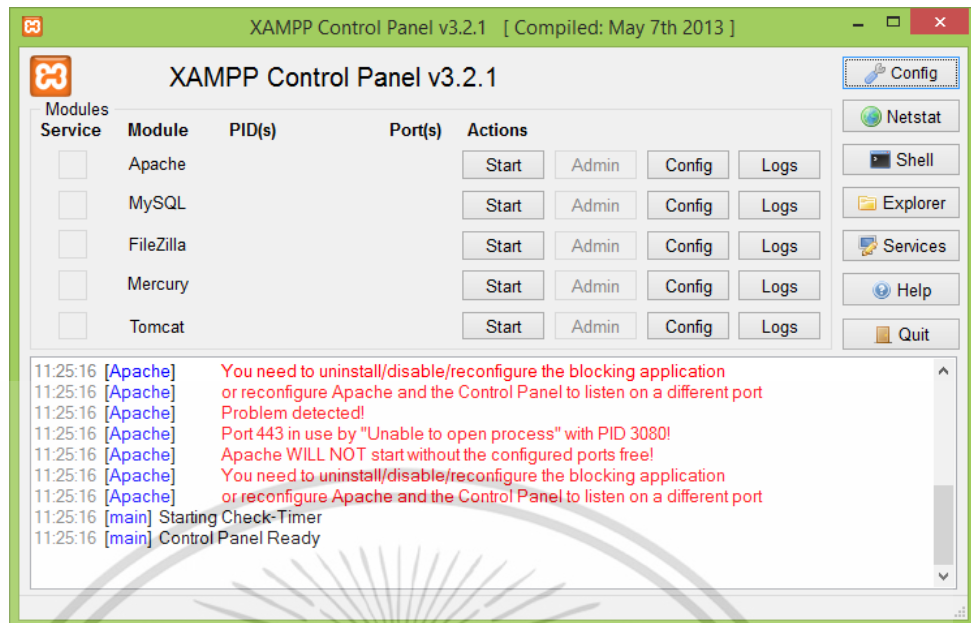 XAMPP Control Panel v3.2.1 [ Compiled: May 7th 2013 ]
XAMPP Control Panel v3.2.1
Config
Modules
Netstat
Service Module PID(s) Port(s) Actions
Apache Start Admin Config Logs
Shell
MySQL Start Admin Config Logs
Explorer
FileZilla Start Admin Config Logs
Services
Mercury Start Admin Config Logs
Help
Tomcat Start Admin Config Logs
Quit
11:25:16 [Apache] You need to uninstall/disable/reconfigure the blocking application
11:25:16 [Apache] or reconfigure Apache and the Control Panel to listen on a different port
11:25:16 [Apache] Problem detected!
11:25:16 [Apache] Port 443 in use by "Unable to open process" with PID 3080!
11:25:16 [Apache] Apache WILL NOT start without the configured ports free!
11:25:16 [Apache] You need to uninstall/disable/reconfigure the blocking application
11:25:16 [Apache] or reconfigure Apache and the Control Panel to listen on a different port
11:25:16 [main] Starting Check-Timer
11:25:16 [main] Control Panel Ready